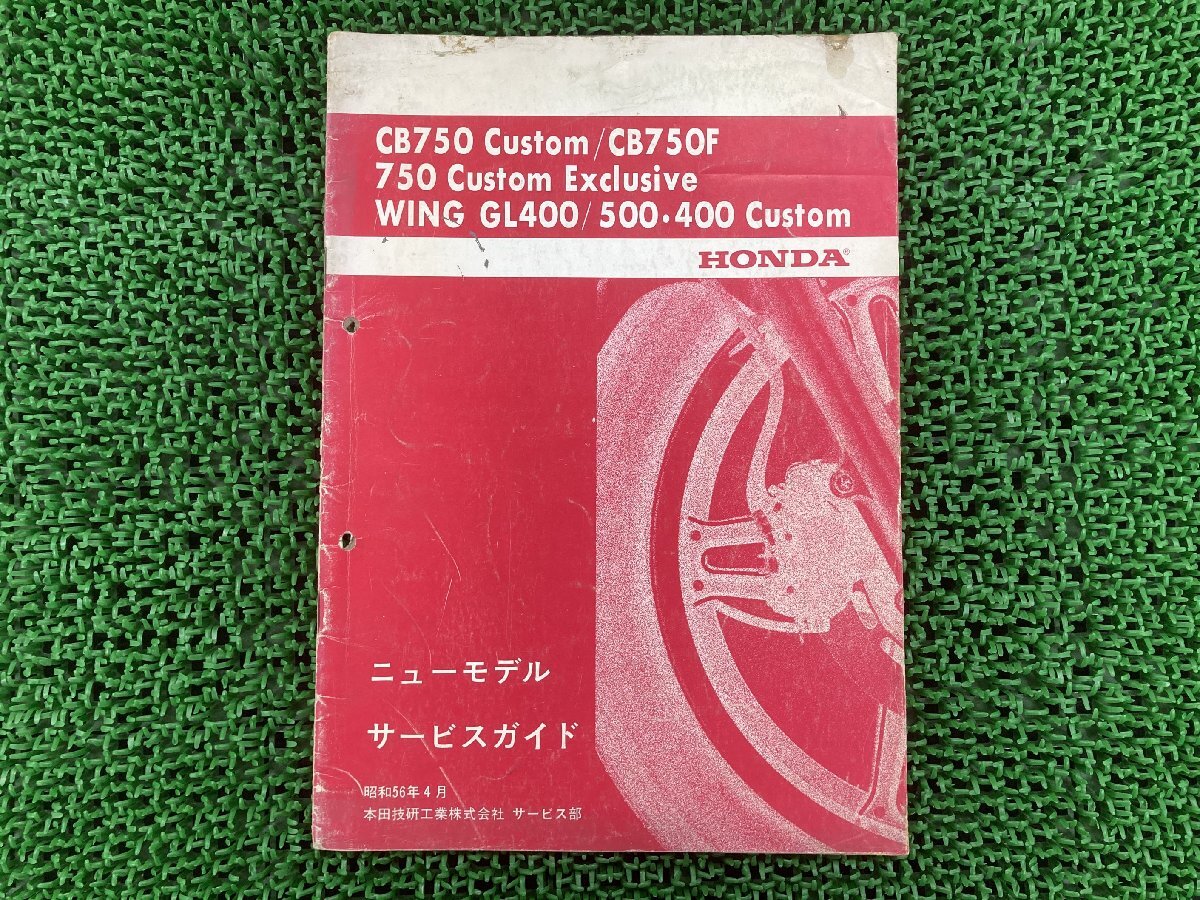 CB750 Custom/CB750F
750 Custom Exclusive
WING GL400/500・400 Custom
HONDA®
ニューモデル
サービスガイド
昭和56年4月
本田技研工業株式会社 サービス部